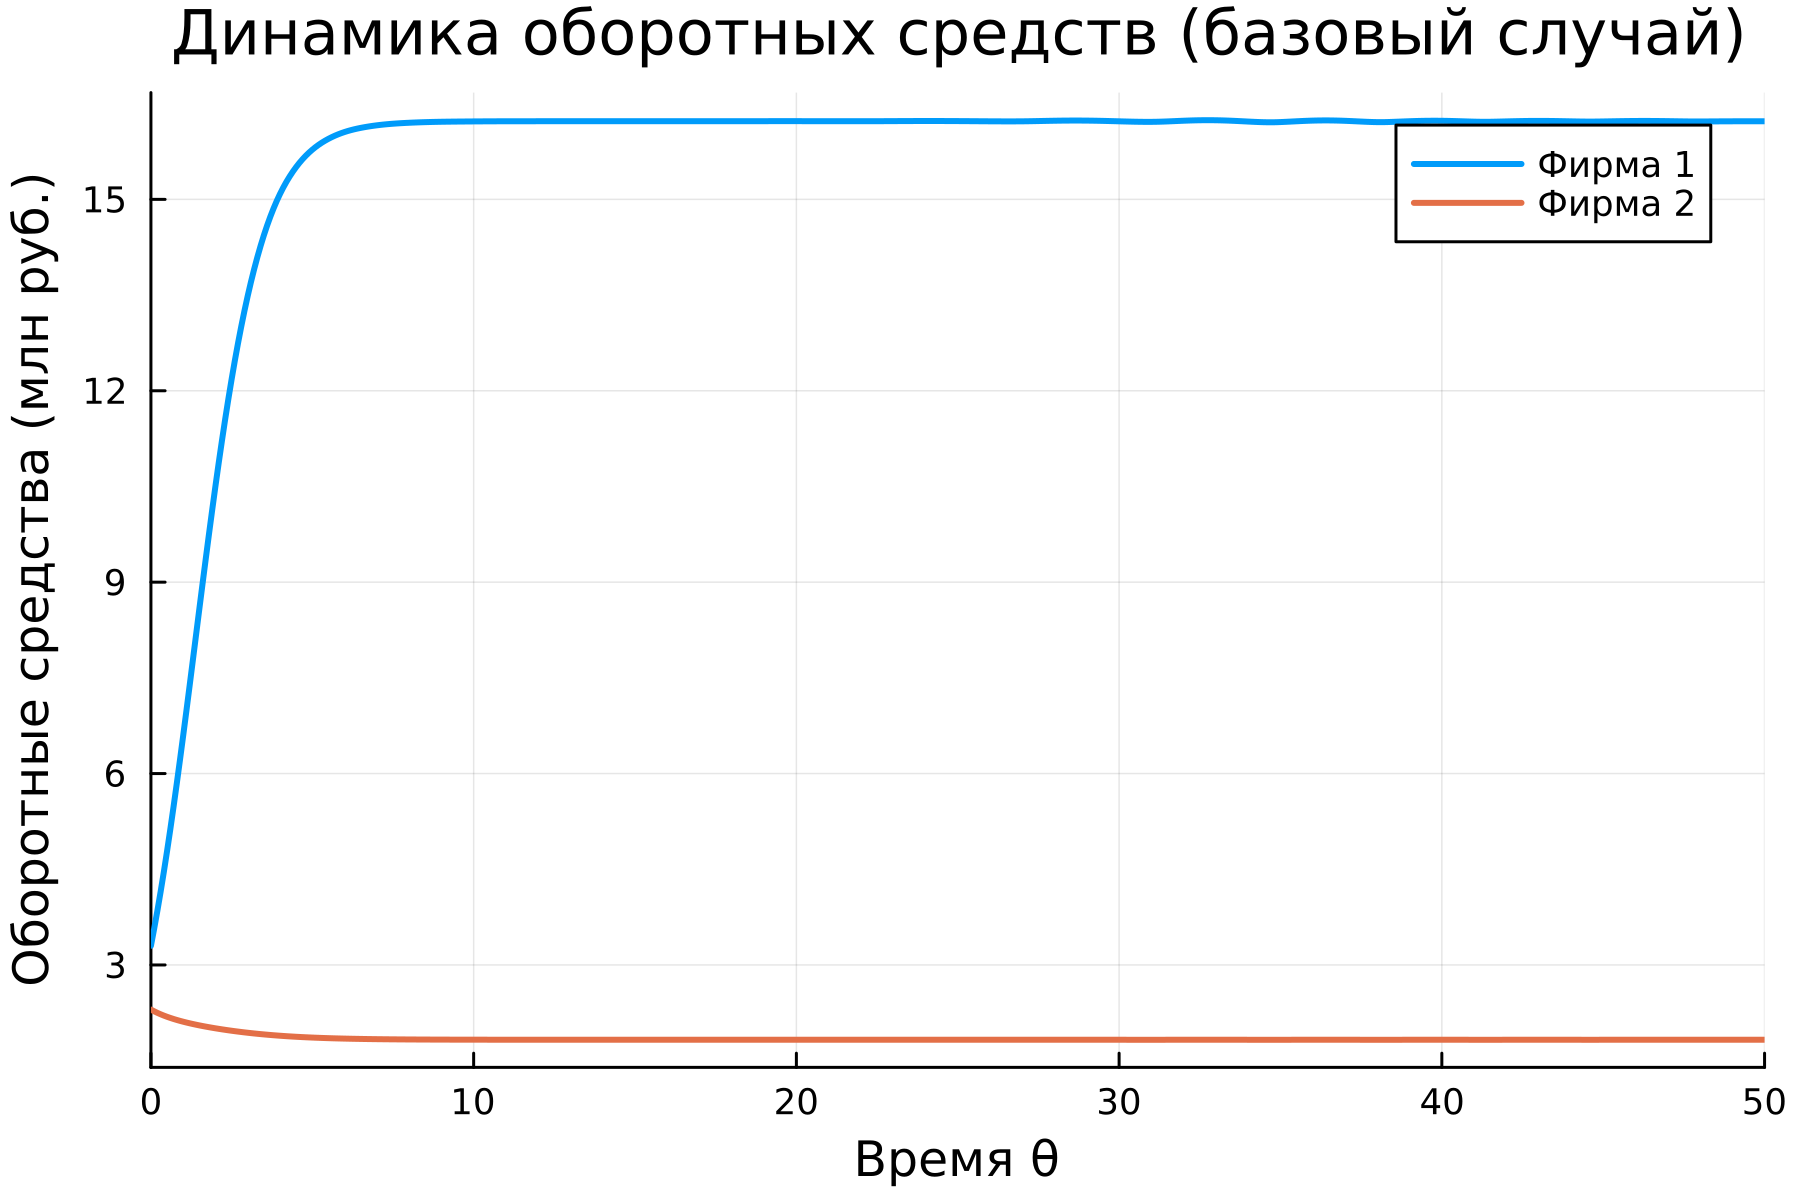 Динамика оборотных средств (базовый случай)
Оборотные средства (млн руб.)
15
12
9
6
3
Фирма 1
Фирма 2
0 10 20 30 40 50
Время θ